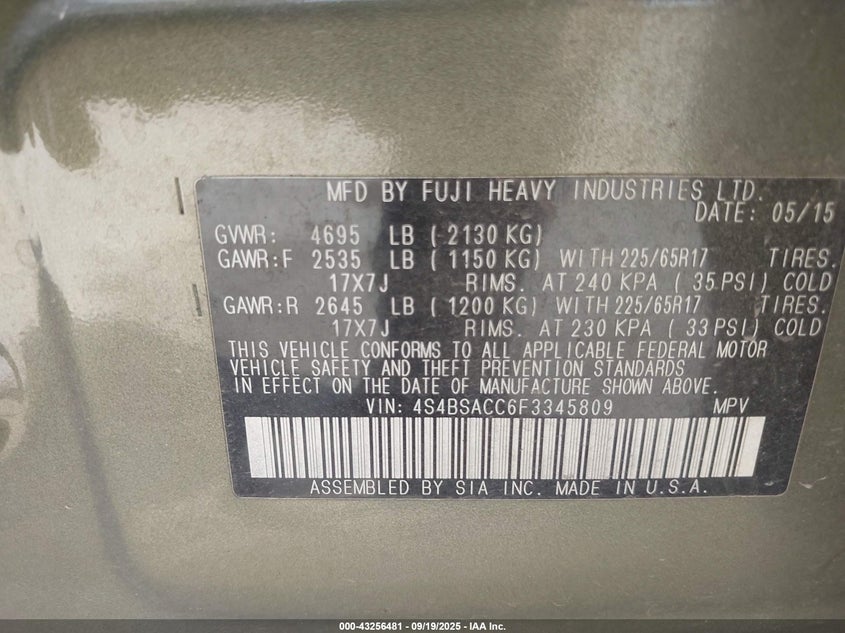 MFD BY FUJI HEAVY INDUSTRIES LTD.
DATE: 05/15
GVWR: 4695 LB ( 2130 KG)
GAWR:F 2535 LB ( 1150 KG) WITH 225/65R17 TIRES.
17X7J RIMS. AT 240 KPA ( 35 PSI) COLD
GAWR:R 2645 LB ( 1200 KG) WITH 225/65R17 TIRES.
17X7J RIMS. AT 230 KPA ( 33 PSI) COLD
THIS VEHICLE CONFORMS TO ALL APPLICABLE FEDERAL MOTOR
VEHICLE SAFETY AND THEFT PREVENTION STANDARDS
IN EFFECT ON THE DATE OF MANUFACTURE SHOWN ABOVE.
VIN: 4S4BSACC6F3345809 MPV
ASSEMBLED BY SIA INC. MADE IN U.S.A.
000-43256481 - 09/19/2025 - IAA Inc.